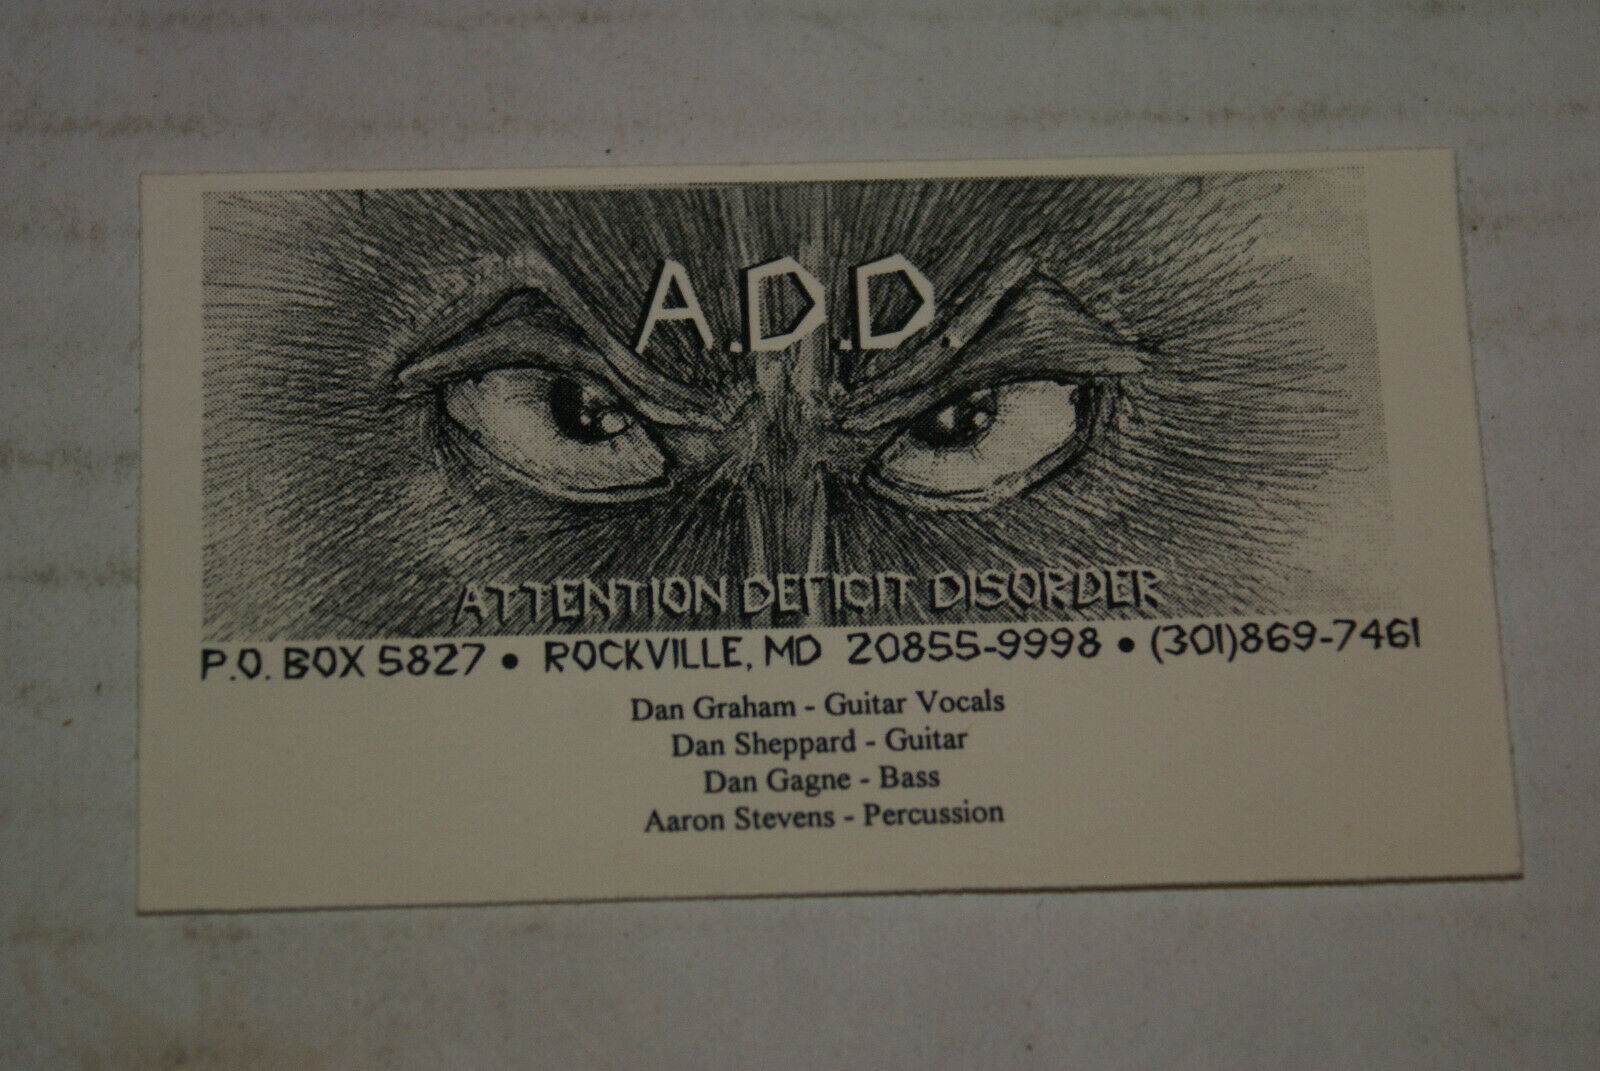 A.D.D.
ATTENTION DEFICIT DISORDER
P.O. BOX 5827 • ROCKVILLE, MD 20855-9998 • (301)869-7461
Dan Graham - Guitar Vocals
Dan Sheppard - Guitar
Dan Gagne - Bass
Aaron Stevens - Percussion